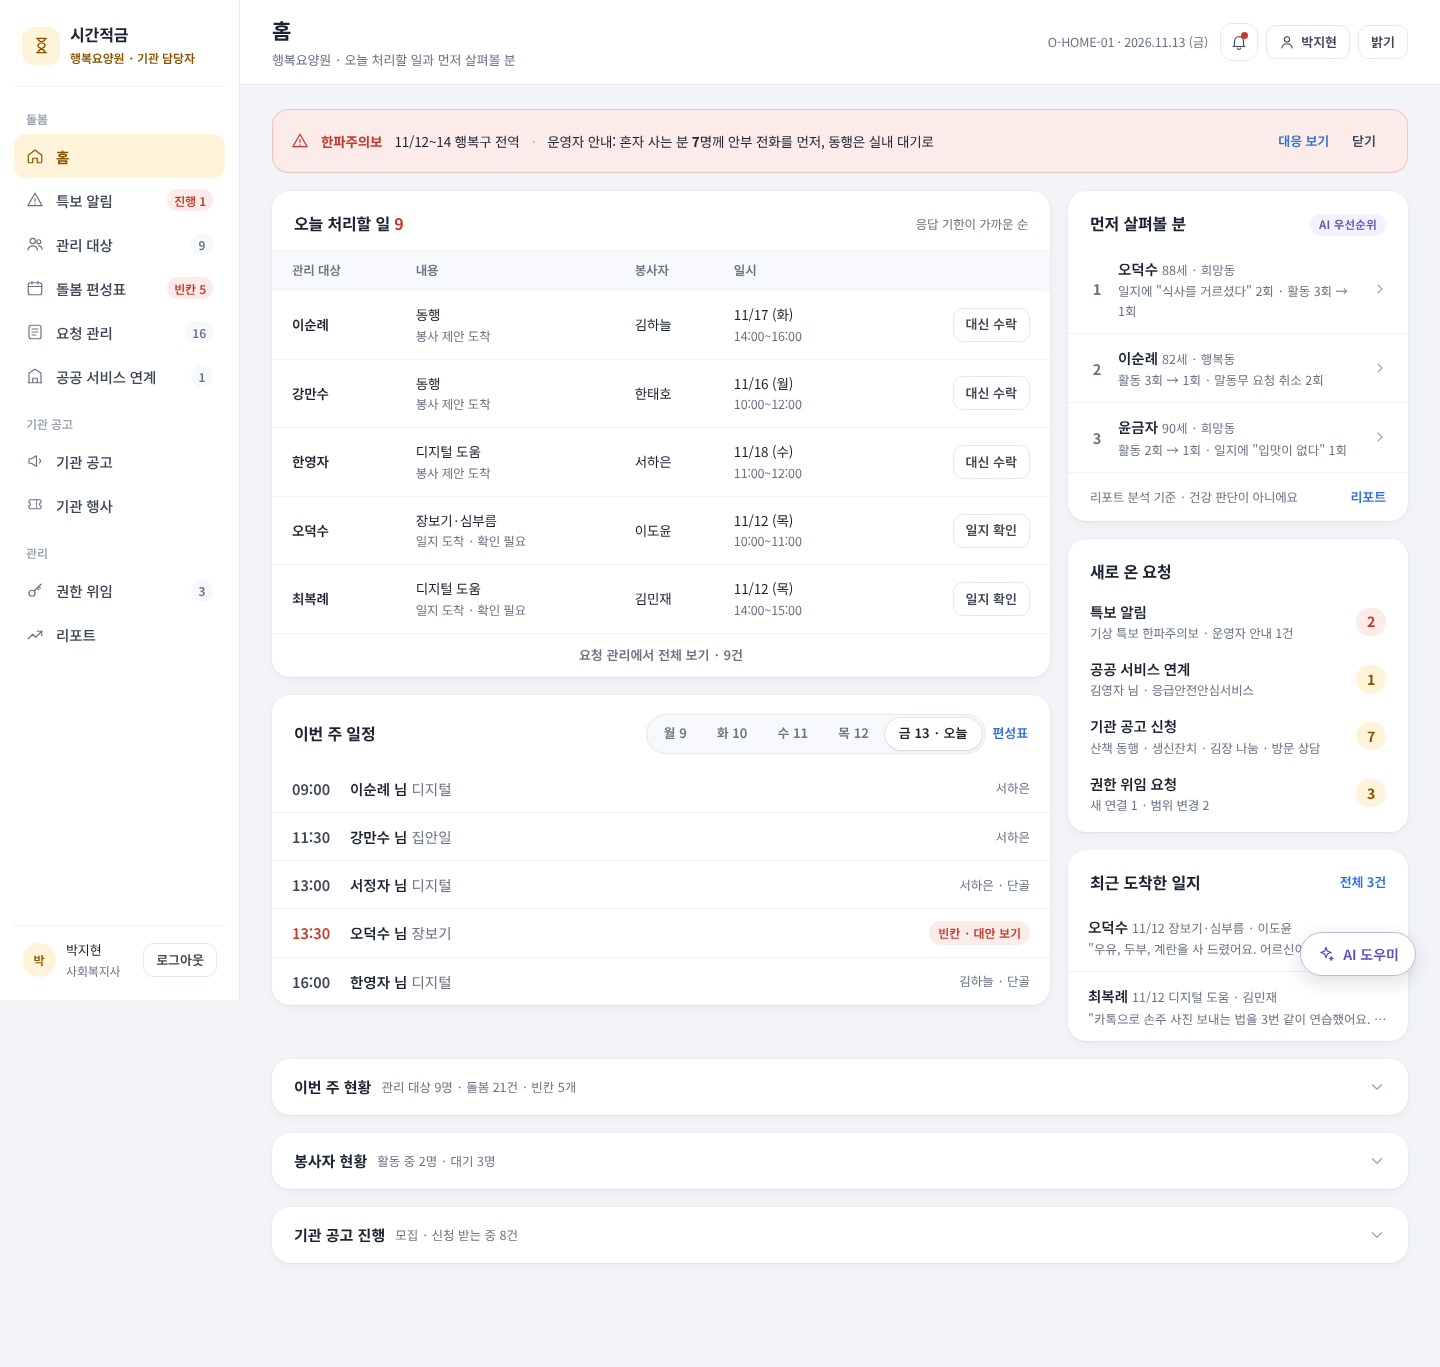 시간적금
행복요양원 · 기관 담당자
돌봄
홈
특보 알림 진행 1
관리 대상 9
돌봄 편성표 빈칸 5
요청 관리 16
공공 서비스 연계 1
기관 공고
기관 공고
기관 행사
관리
권한 위임 3
리포트
박 박지현
사회복지사
로그아웃
홈
행복요양원 · 오늘 처리할 일과 먼저 살펴볼 분
O-HOME-01 · 2026.11.13 (금)
박지현
밝기
한파주의보 11/12~14 행복구 전역 · 운영자 안내: 혼자 사는 분 7명께 안부 전화를 먼저, 동행은 실내 대기로
대응 보기 닫기
오늘 처리할 일 9
응답 기한이 가까운 순
관리 대상 내용 봉사자 일시
이순례 동행 김하늘 11/17 (화) 대신 수락
봉사 제안 도착 14:00~16:00
강만수 동행 한태호 11/16 (월) 대신 수락
봉사 제안 도착 10:00~12:00
한영자 디지털 도움 서하은 11/18 (수) 대신 수락
봉사 제안 도착 11:00~12:00
오덕수 장보기·심부름 이도윤 11/12 (목) 일지 확인
일지 도착 · 확인 필요 10:00~11:00
최복례 디지털 도움 김민재 11/12 (목) 일지 확인
일지 도착 · 확인 필요 14:00~15:00
요청 관리에서 전체 보기 · 9건
이번 주 일정
월 9 화 10 수 11 목 12 금 13 · 오늘 편성표
09:00 이순례 님 디지털 서하은
11:30 강만수 님 집안일 서하은
13:00 서정자 님 디지털 서하은 · 단골
13:30 오덕수 님 장보기 빈칸 · 대안 보기
16:00 한영자 님 디지털 김하늘 · 단골
먼저 살펴볼 분 AI 우선순위
1 오덕수 88세 · 희망동
일지에 "식사를 거르셨다" 2회 · 활동 3회 →
1회
2 이순례 82세 · 행복동
활동 3회 → 1회 · 말동무 요청 취소 2회
3 윤금자 90세 · 희망동
활동 2회 → 1회 · 일지에 "입맛이 없다" 1회
리포트 분석 기준 · 건강 판단이 아니에요 리포트
새로 온 요청
특보 알림 2
기상 특보 한파주의보 · 운영자 안내 1건
공공 서비스 연계 1
김영자 님 · 응급안전안심서비스
기관 공고 신청 7
산책 동행 · 생신잔치 · 김장 나눔 · 방문 상담
권한 위임 요청 3
새 연결 1 · 범위 변경 2
최근 도착한 일지 전체 3건
오덕수 11/12 장보기·심부름 · 이도윤
"우유, 두부, 계란을 사 드렸어요.
AI 도우미
최복례 11/12 디지털 도움 · 김민재
"카톡으로 손주 사진 보내는 법을 3번 같이 연습했어요. …
이번 주 현황 관리 대상 9명 · 돌봄 21건 · 빈칸 5개
봉사자 현황 활동 중 2명 · 대기 3명
기관 공고 진행 모집 · 신청 받는 중 8건